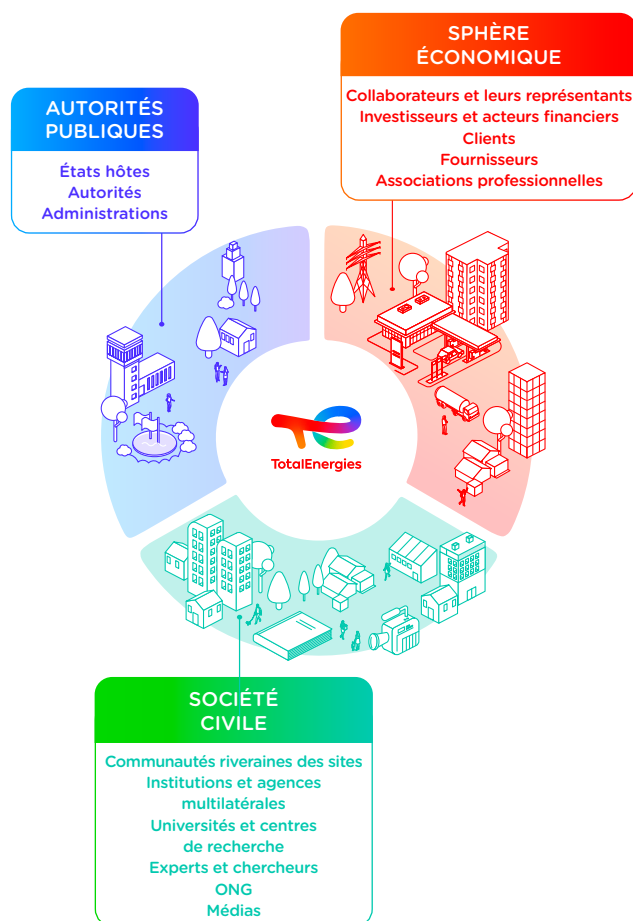 SPHÈRE
ÉCONOMIQUE
Collaborateurs et leurs représentants
Investisseurs et acteurs financiers
Clients
Fournisseurs
Associations professionnelles
AUTORITÉS
PUBLIQUES
États hôtes
Autorités
Administrations
TotalEnergies
SOCIÉTÉ
CIVILE
Communautés riveraines des sites
Institutions et agences
multilatérales
Universités et centres
de recherche
Experts et chercheurs
ONG
Médias